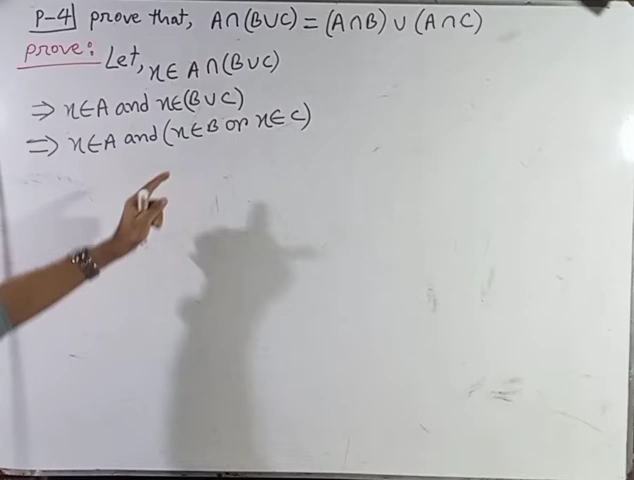 P-4 prove that, A∩(B∪C) = (A∩B) ∪ (A∩C)
prove: Let, x∈ A∩(B∪C)
⇒ x∈A and x∈(B∪C)
⇒ x∈A and (x∈B or x∈C)